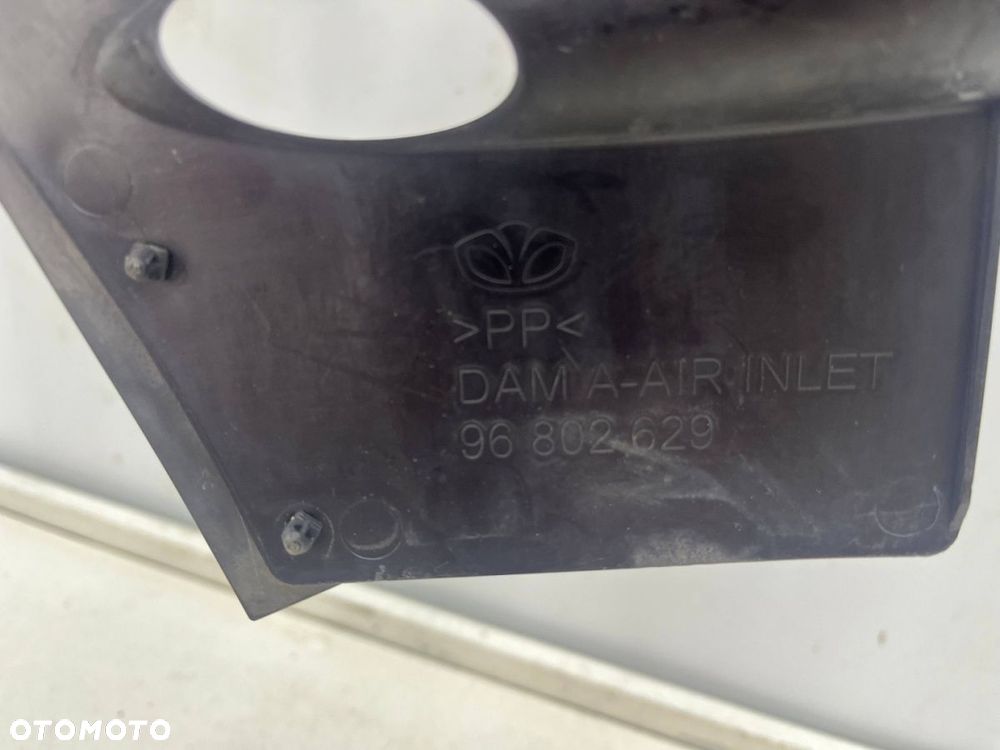 >PP<
DAM A-AIR INLET
96 802 629
OTOMOTO